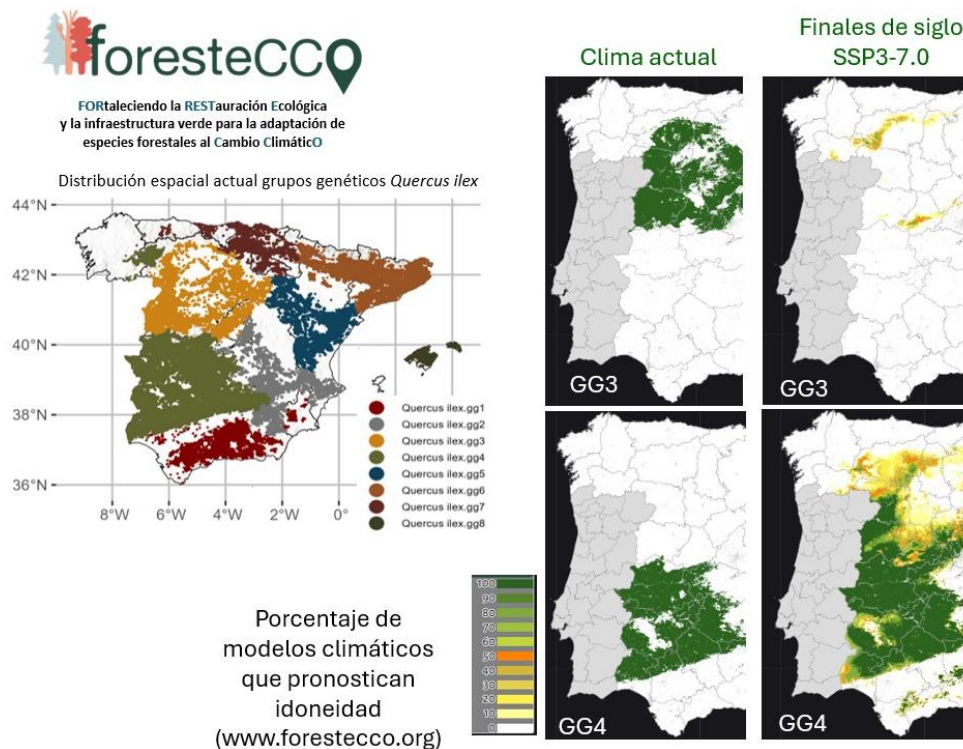 foresteCCO
FORtaleciendo la RESTauración Ecológica
y la infraestructura verde para la adaptación de
especies forestales al Cambio ClimáticO
Distribución espacial actual grupos genéticos Quercus ilex
44°N
42°N
40°N
38°N
36°N
8°W
6°W
4°W
2°W
0°
Quercus ilex.gg1
Quercus ilex.gg2
Quercus ilex.gg3
Quercus ilex.gg4
Quercus ilex.gg5
Quercus ilex.gg6
Quercus ilex.gg7
Quercus ilex.gg8
Porcentaje de
modelos climáticos
que pronostican
idoneidad
(www.forestecco.org)
100
90
80
70
60
50
40
30
20
10
0
Clima actual
Finales de siglo
SSP3-7.0
GG3
GG3
GG4
GG4